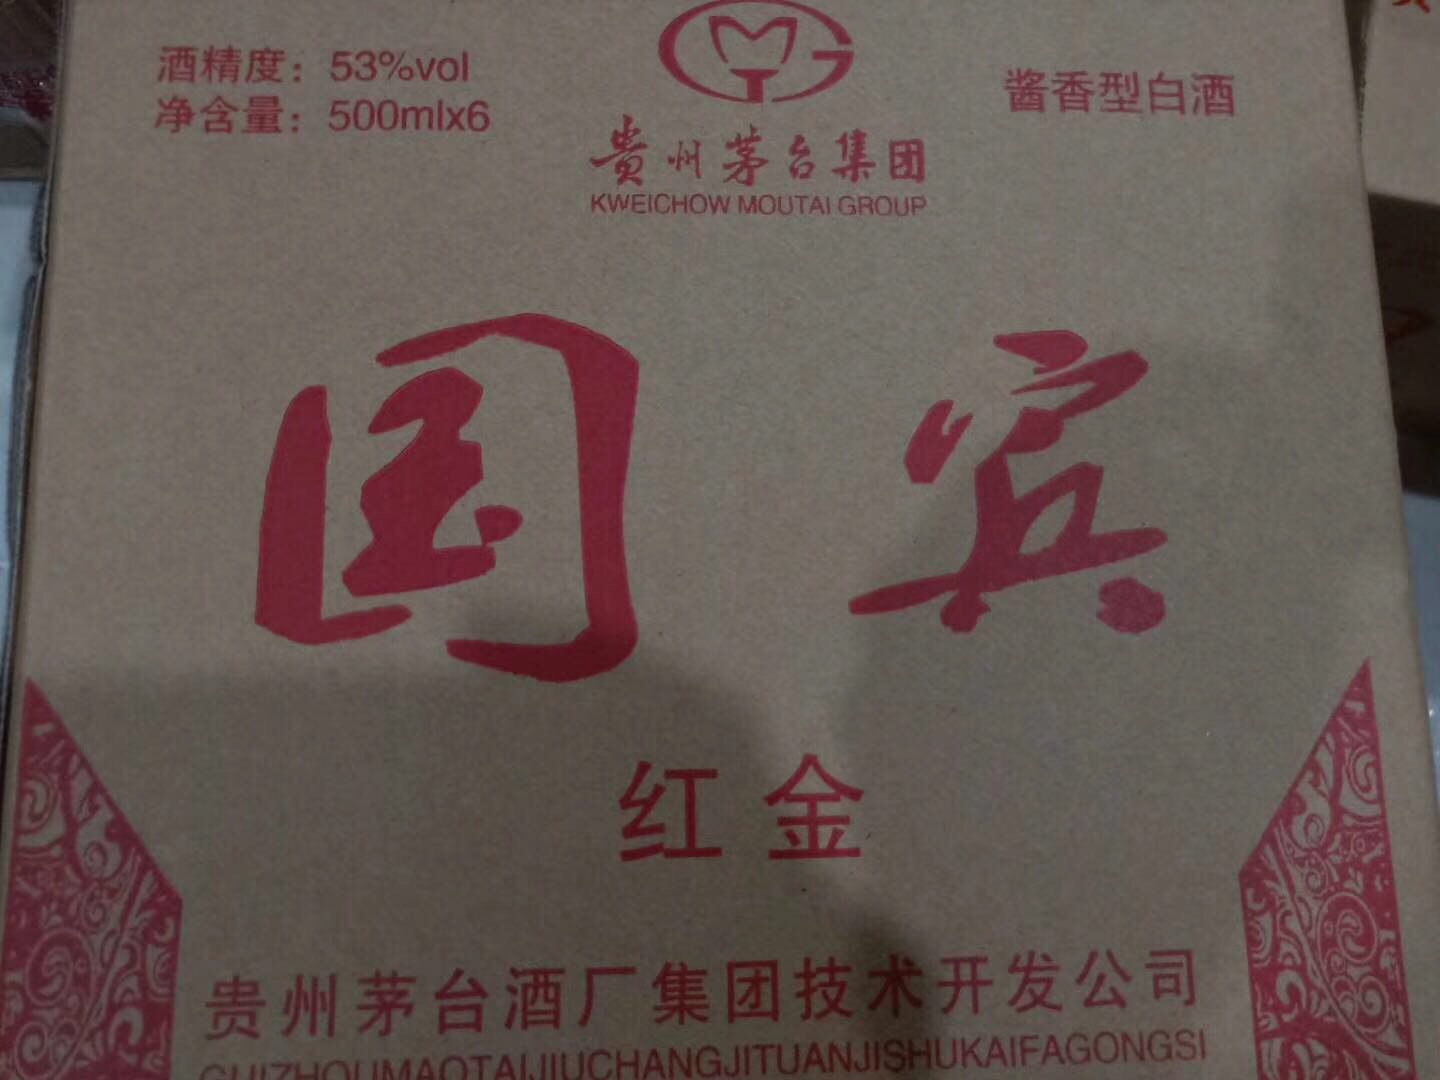 酒精度：53%vol
净含量：500mlx6
贵州茅台集团
KWEICHOW MOUTAI GROUP
酱香型白酒
国宾
红金
贵州茅台酒厂集团技术开发公司
GUIZHOUMAOTAIJIUCHANGJITUANJISHUKAIFAGONGSI